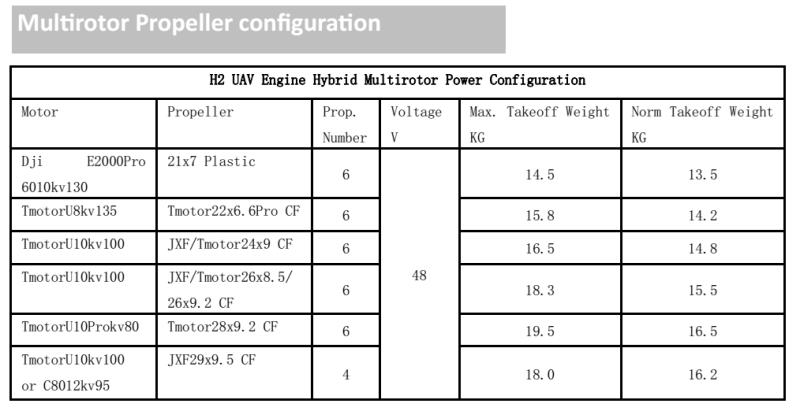 Multirotor Propeller configuration
H2 UAV Engine Hybrid Multirotor Power Configuration
Motor Propeller Prop. Voltage Max. Takeoff Weight Norm Takeoff Weight
Number V KG KG
Dji E2000Pro 21x7 Plastic
6 14.5 13.5
6010kv130
TmotorU8kv135 Tmotor22x6.6Pro CF 6 15.8 14.2
TmotorU10kv100 JXF/Tmotor24x9 CF 6 16.5 14.8
TmotorU10kv100 JXF/Tmotor26x8.5/ 48
6 18.3 15.5
26x9.2 CF
TmotorU10Prokv80 Tmotor28x9.2 CF 6 19.5 16.5
TmotorU10kv100 JXF29x9.5 CF
4 18.0 16.2
or C8012kv95